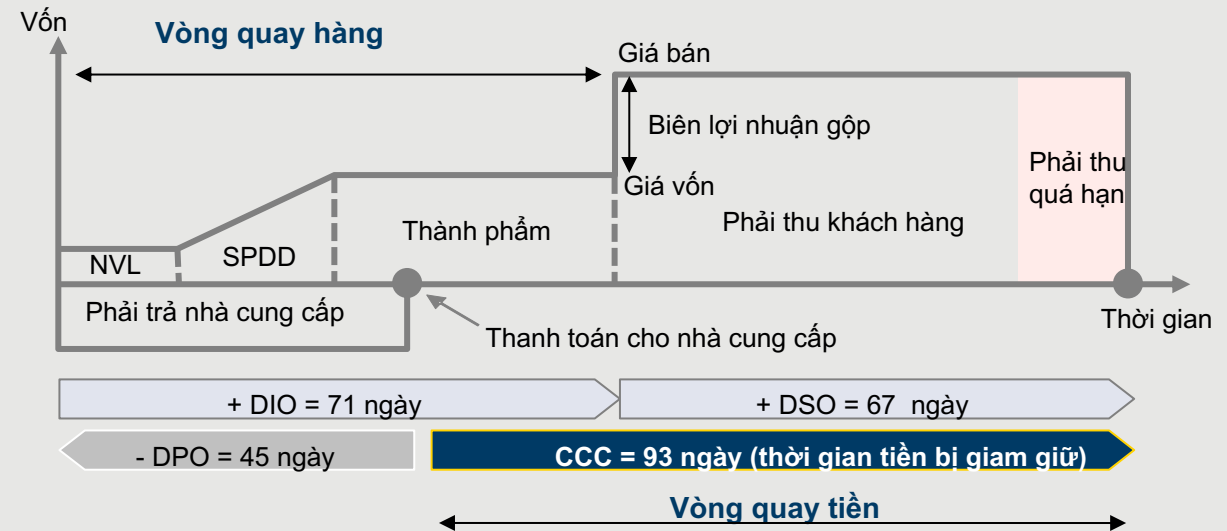 Vốn
Vòng quay hàng
Giá bán
Biên lợi nhuận gộp
Giá vốn
Phải thu
quá hạn
Phải thu khách hàng
Thành phẩm
SPDD
NVL
Phải trả nhà cung cấp
Thời gian
Thanh toán cho nhà cung cấp
+ DIO = 71 ngày
+ DSO = 67 ngày
- DPO = 45 ngày
CCC = 93 ngày (thời gian tiền bị giam giữ)
Vòng quay tiền